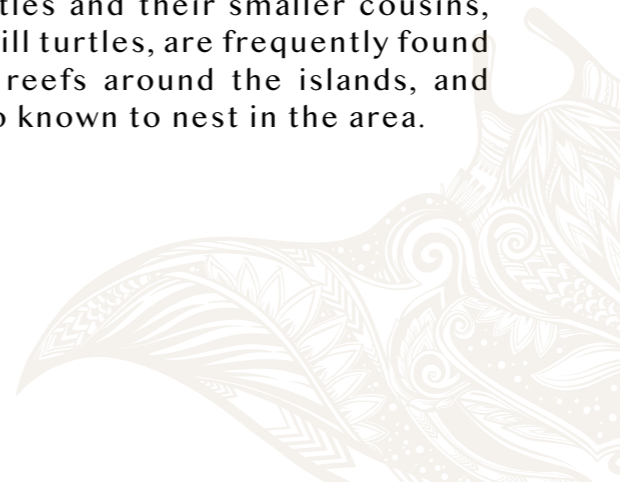 tles and their smaller cousins,
ill turtles, are frequently found
reefs around the islands, and
known to nest in the area.